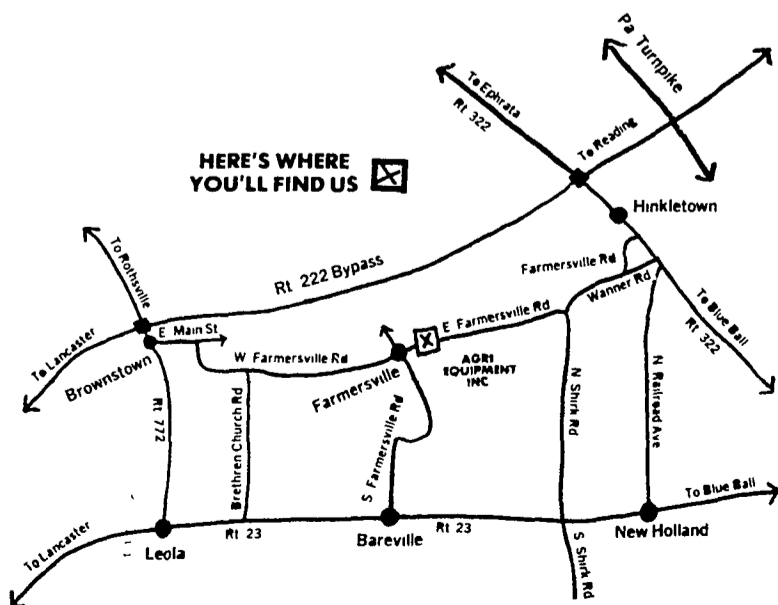 Pa Turnpike
To Ephrata
Rt 322
To Reading
HERE'S WHERE
YOU'LL FIND US
Hinkletown
To Rothsville
Rt 222 Bypass
Farmersville Rd
Wanner Rd
To Blue Ball
Rt 322
E Main St
E Farmersville Rd
To Lancaster
Brownstown
W Farmersville Rd
Farmersville
AGRI
EQUIPMENT
INC
N Shirk Rd
N Railroad Ave
Rt 772
Brethren Church Rd
S Farmersville Rd
To Blue Ball
To Lancaster
Leola
Rt 23
Bareville
Rt 23
New Holland
S Shirk Rd